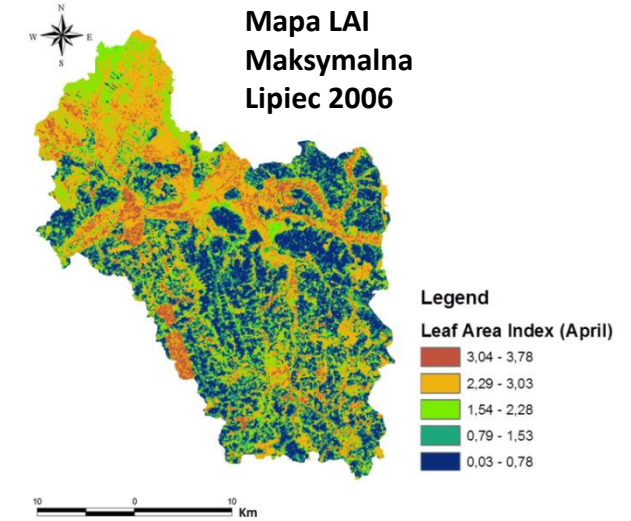 Mapa LAI
Maksymalna
Lipiec 2006
N
W E
S
Legend
Leaf Area Index (April)
3,04 - 3,78
2,29 - 3,03
1,54 - 2,28
0,79 - 1,53
0,03 - 0,78
10 0 10
Km